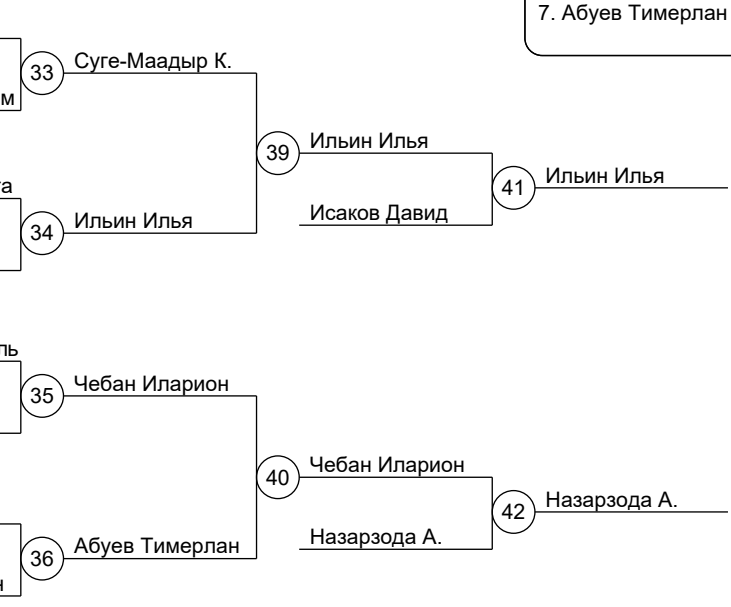 7. Абуев Тимерлан
33
Суге-Маадыр К.
39
Ильин Илья
41
Ильин Илья
Исаков Давид
34
Ильин Илья
35
Чебан Иларион
40
Чебан Иларион
42
Назарзода А.
Назарзода А.
36
Абуев Тимерлан